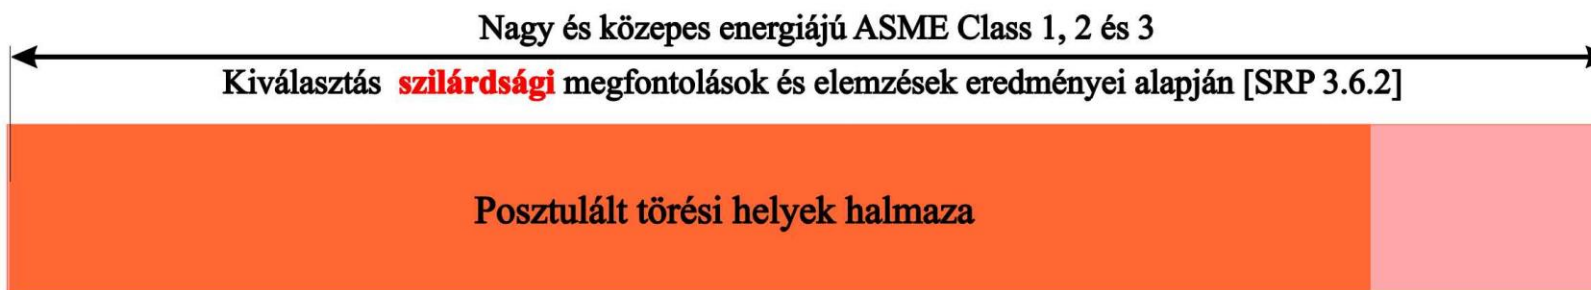 Nagy és közepes energiájú ASME Class 1, 2 és 3
Kiválasztás szilárdsági megfontolások és elemzések eredményei alapján [SRP 3.6.2]
Posztulált törési helyek halmaza